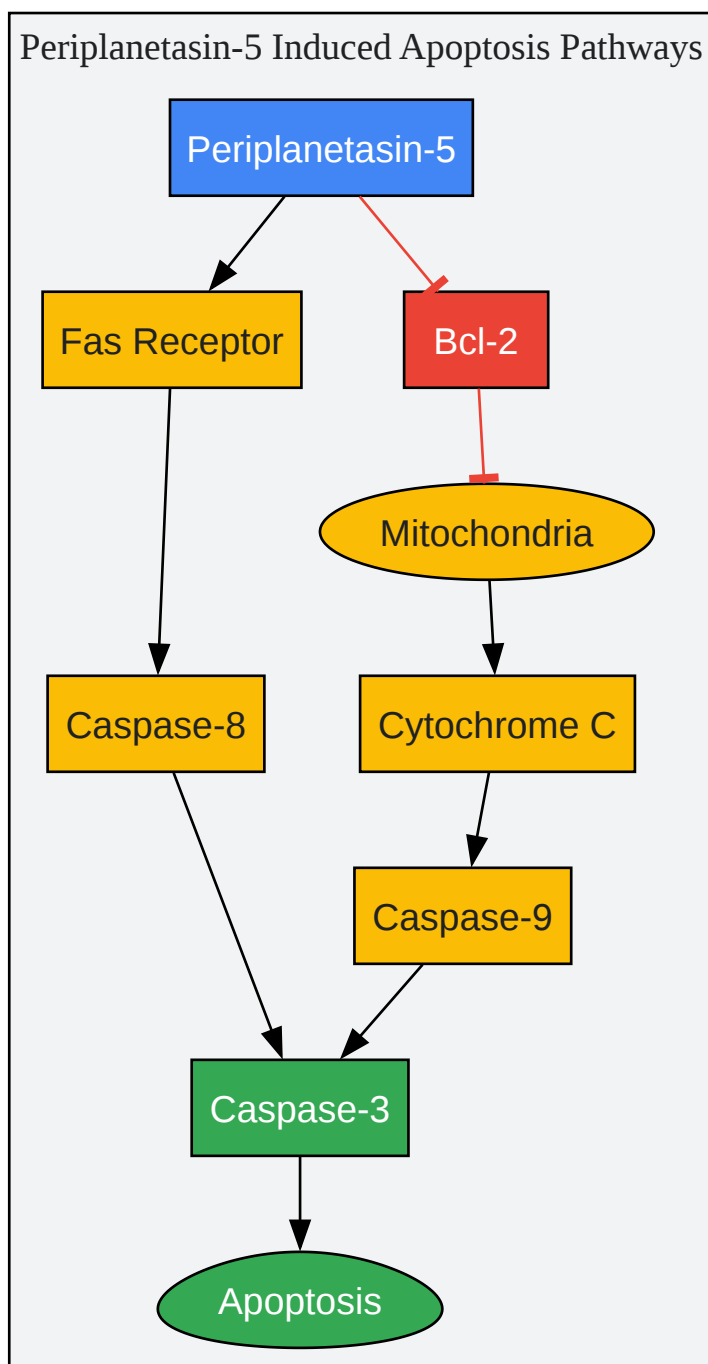 Periplanetasin-5 Induced Apoptosis Pathways
Periplanetasin-5
Fas Receptor
Bcl-2
Mitochondria
Caspase-8
Cytochrome C
Caspase-9
Caspase-3
Apoptosis